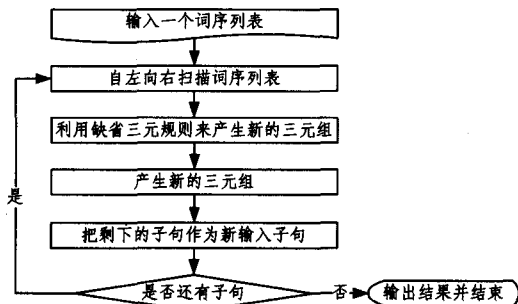 输入一个词序列表
自左向右扫描词序列表
利用缺省三元规则来产生新的三元组
产生新的三元组
是
把剩下的子句作为新输入子句
是否还有子句
否
输出结果并结束